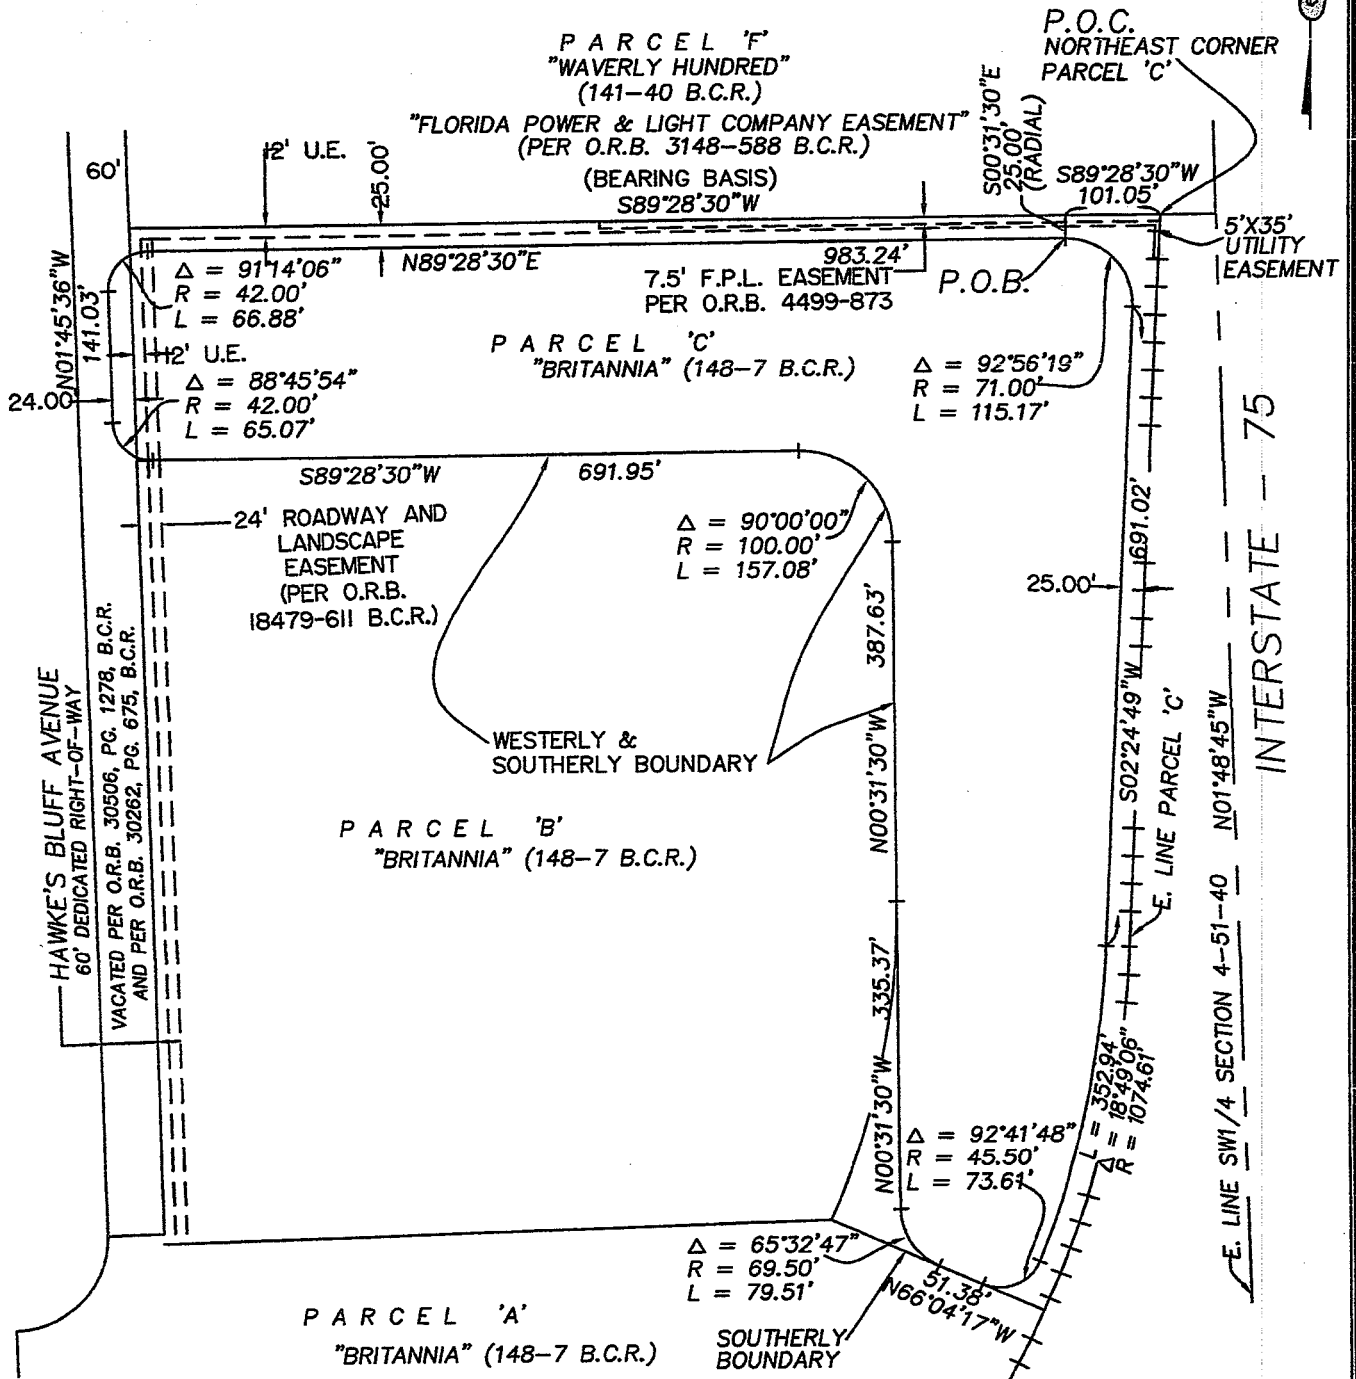 P.O.C.
NORTHEAST CORNER
PARCEL 'C'
PARCEL 'F'
"WAVERLY HUNDRED"
(141-40 B.C.R.)
"FLORIDA POWER & LIGHT COMPANY EASEMENT"
(PER O.R.B. 3148-588 B.C.R.)
(BEARING BASIS)
S89°28'30"W
S00°31'30"E
25.00'
(RADIAL)
S89°28'30"W
101.05'
5'X35'
UTILITY
EASEMENT
60'
12' U.E.
25.00'
N89°28'30"E
983.24'
7.5' F.P.L. EASEMENT
PER O.R.B. 4499-873
P.O.B.
Δ = 91°14'06"
R = 42.00'
L = 66.88'
N01°45'36"W
141.03'
12' U.E.
24.00'
Δ = 88°45'54"
R = 42.00'
L = 65.07'
PARCEL 'C'
"BRITANNIA" (148-7 B.C.R.)
Δ = 92°56'19"
R = 71.00'
L = 115.17'
S89°28'30"W
691.95'
24' ROADWAY AND
LANDSCAPE
EASEMENT
(PER O.R.B.
18479-611 B.C.R.)
Δ = 90°00'00"
R = 100.00'
L = 157.08'
691.02'
25.00'
S02°24'49"W
E. LINE PARCEL 'C'
INTERSTATE - 75
E. LINE SW1/4 SECTION 4-51-40 N01°48'45"W
387.63'
N00°31'30"W
WESTERLY &
SOUTHERLY BOUNDARY
HAWKE'S BLUFF AVENUE
60' DEDICATED RIGHT-OF-WAY
VACATED PER O.R.B. 30506, PG. 1278, B.C.R.
AND PER O.R.B. 30262, PG. 675, B.C.R.
PARCEL 'B'
"BRITANNIA" (148-7 B.C.R.)
335.37'
N00°31'30"W
L = 352.94'
Δ = 18°49'06"
R = 1074.61'
Δ = 92°41'48"
R = 45.50'
L = 73.61'
Δ = 65°32'47"
R = 69.50'
L = 79.51'
51.38'
N66°04'17"W
SOUTHERLY
BOUNDARY
PARCEL 'A'
"BRITANNIA" (148-7 B.C.R.)